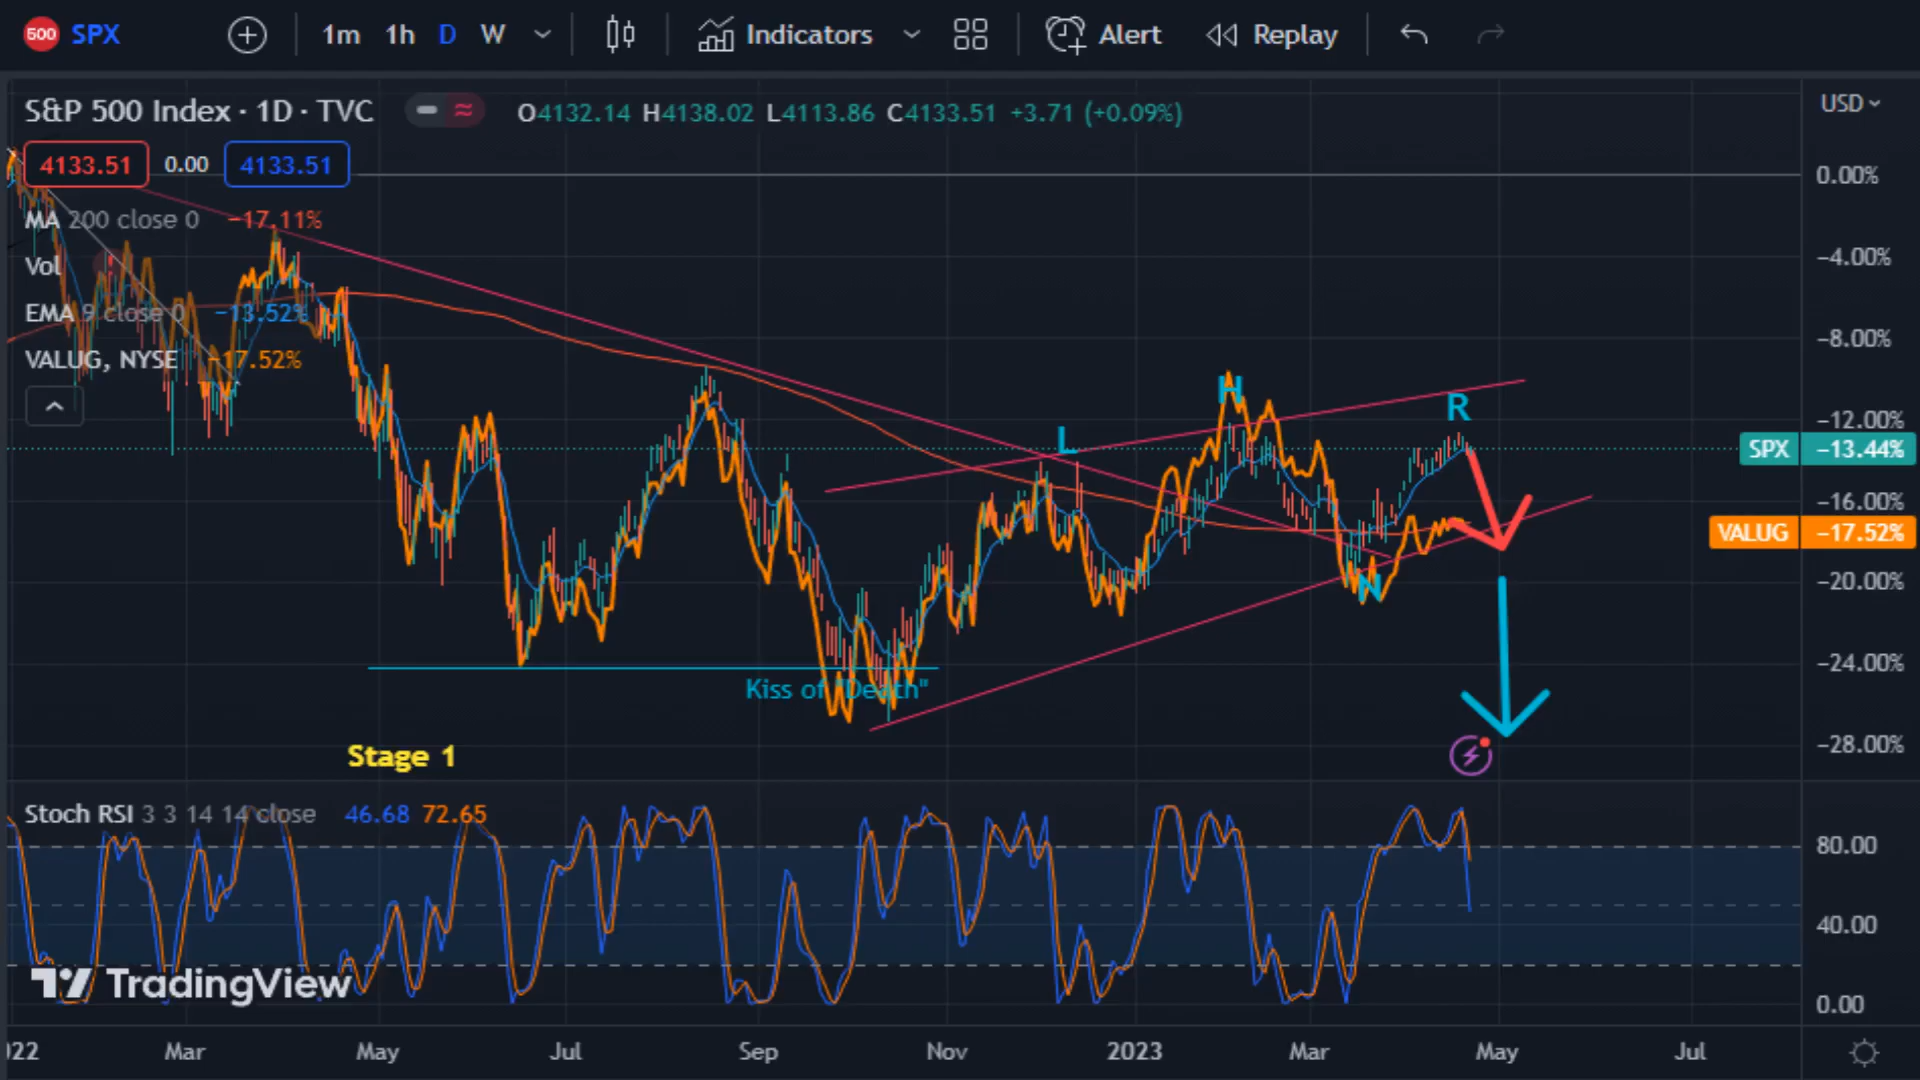 500 SPX 1m 1h D W Indicators Alert Replay
S&P 500 Index · 1D · TVC O4132.14 H4138.02 L4113.86 C4133.51 +3.71 (+0.09%)
USD
4133.51 0.00 4133.51
0.00%
MA 200 close 0 −17.11%
−4.00%
Vol
EMA 9 close 0 −13.52%
−8.00%
VALUG, NYSE −17.52%
H
R
−12.00%
L
SPX −13.44%
−16.00%
VALUG −17.52%
N
−20.00%
−24.00%
Kiss of "Death"
Stage 1
−28.00%
Stoch RSI 3 3 14 14 close 46.68 72.65
80.00
40.00
TradingView
0.00
022 Mar May Jul Sep Nov 2023 Mar May Jul